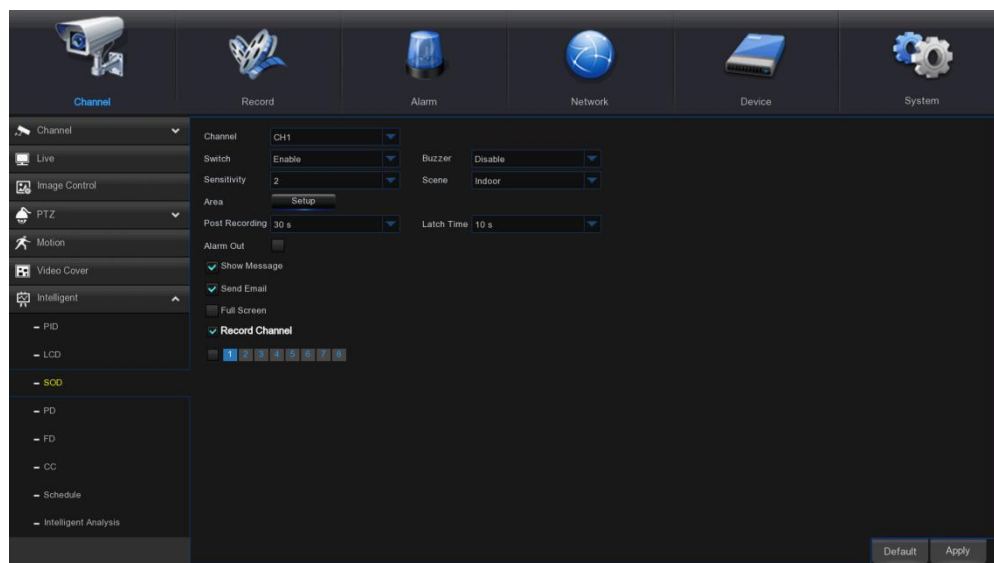 Channel Record Alarm Network Device System
Channel
Live
Image Control
PTZ
Motion
Video Cover
Intelligent
PID
LCD
SOD
PD
FD
CC
Schedule
Intelligent Analysis
Channel CH1
Switch Enable Buzzer Disable
Sensitivity 2 Scene Indoor
Area Setup
Post Recording 30 s Latch Time 10 s
Alarm Out
Show Message
Send Email
Full Screen
Record Channel
1 2 3 4 5 6 7 8
Default Apply